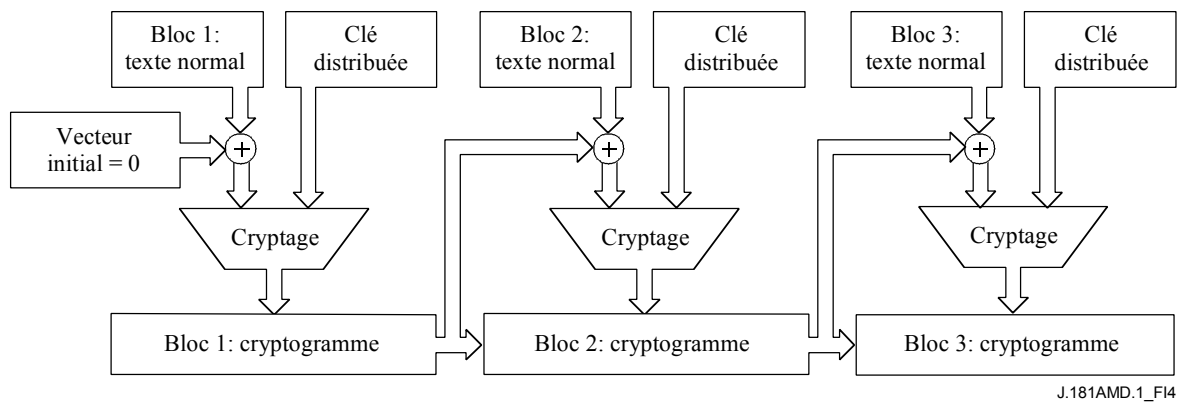 Bloc 1:
texte normal
Clé
distribuée
Bloc 2:
texte normal
Clé
distribuée
Bloc 3:
texte normal
Clé
distribuée
Vecteur
initial = 0
+
+
+
Cryptage
Cryptage
Cryptage
Bloc 1: cryptogramme
Bloc 2: cryptogramme
Bloc 3: cryptogramme
J.181AMD.1_FI4